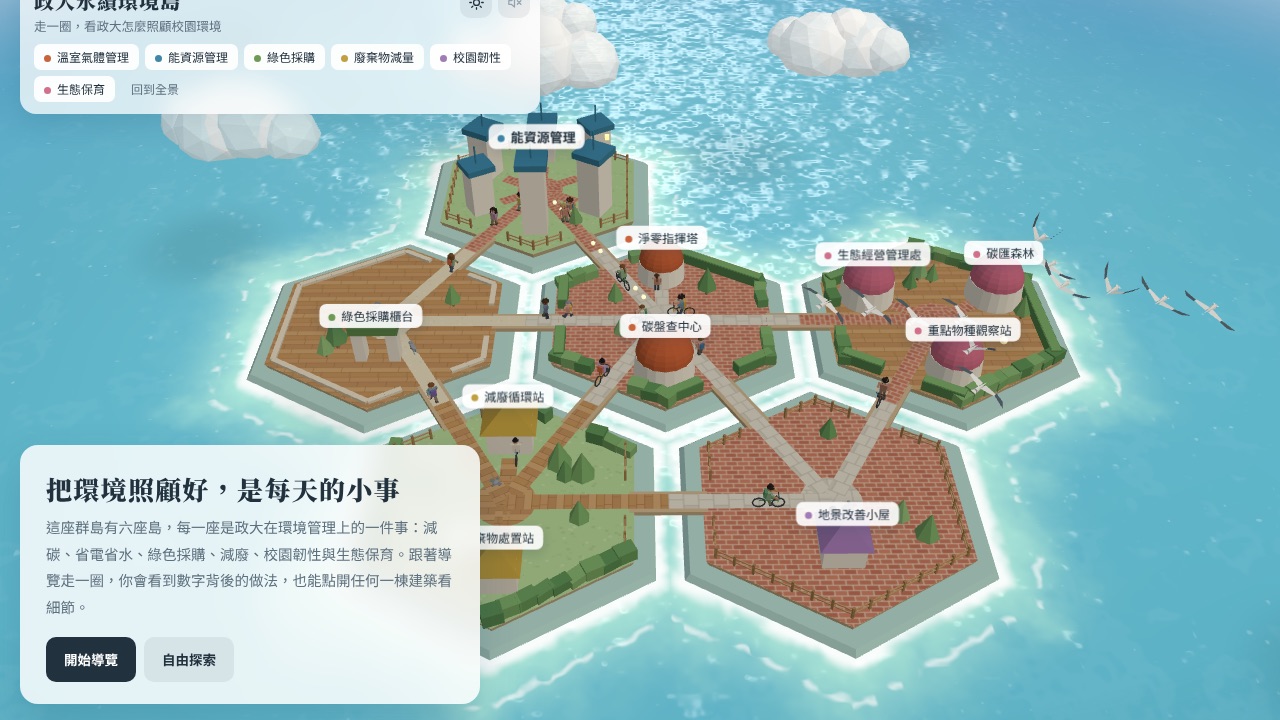 政大永續環境島
走一圈，看政大怎麼照顧校園環境
溫室氣體管理
能資源管理
綠色採購
廢棄物減量
校園韌性
生態保育
回到全景
能資源管理
淨零指揮塔
生態經營管理處
碳匯森林
綠色採購櫃台
碳盤查中心
重點物種觀察站
減廢循環站
地景改善小屋
棄物處置站
把環境照顧好，是每天的小事
這座群島有六座島，每一座是政大在環境管理上的一件事：減
碳、省電省水、綠色採購、減廢、校園韌性與生態保育。跟著導
覽走一圈，你會看到數字背後的做法，也能點開任何一棟建築看
細節。
開始導覽
自由探索